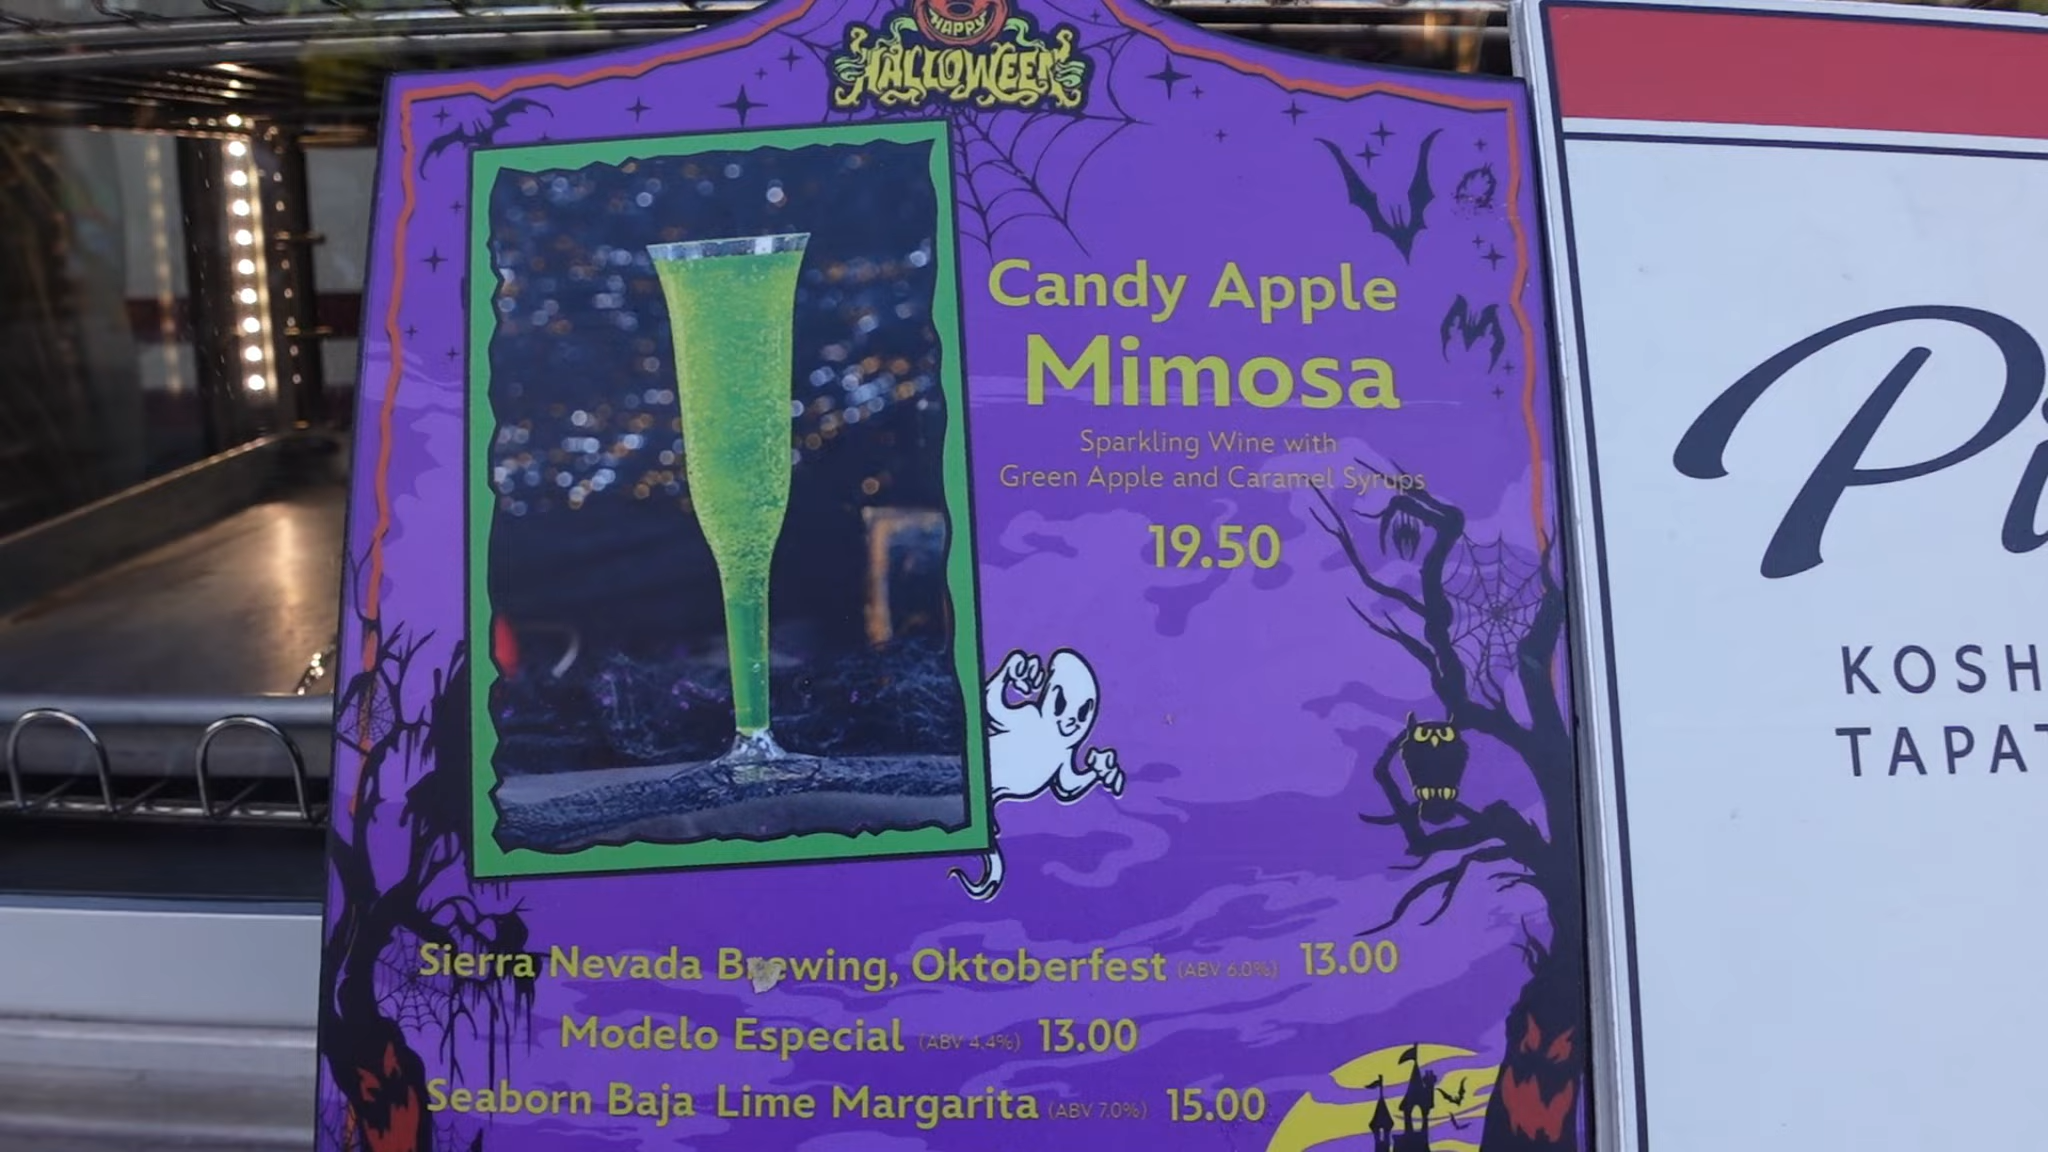 HAPPY
HALLOWEEN
Candy Apple
Mimosa
Sparkling Wine with
Green Apple and Caramel Syrups
19.50
Sierra Nevada Brewing, Oktoberfest (ABV 6.0%) 13.00
Modelo Especial (ABV 4.4%) 13.00
Seaborn Baja Lime Margarita (ABV 7.0%) 15.00
Pi
KOSH
TAPAT